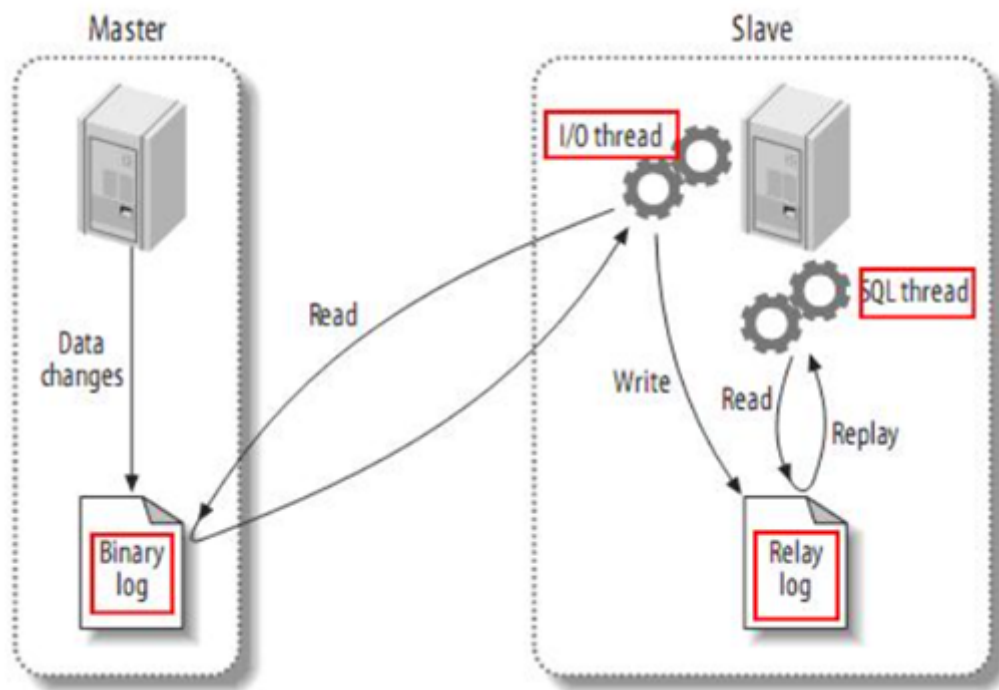 Master
Slave
I/O thread
SQL thread
Read
Data
changes
Write
Read
Replay
Binary
log
Relay
log